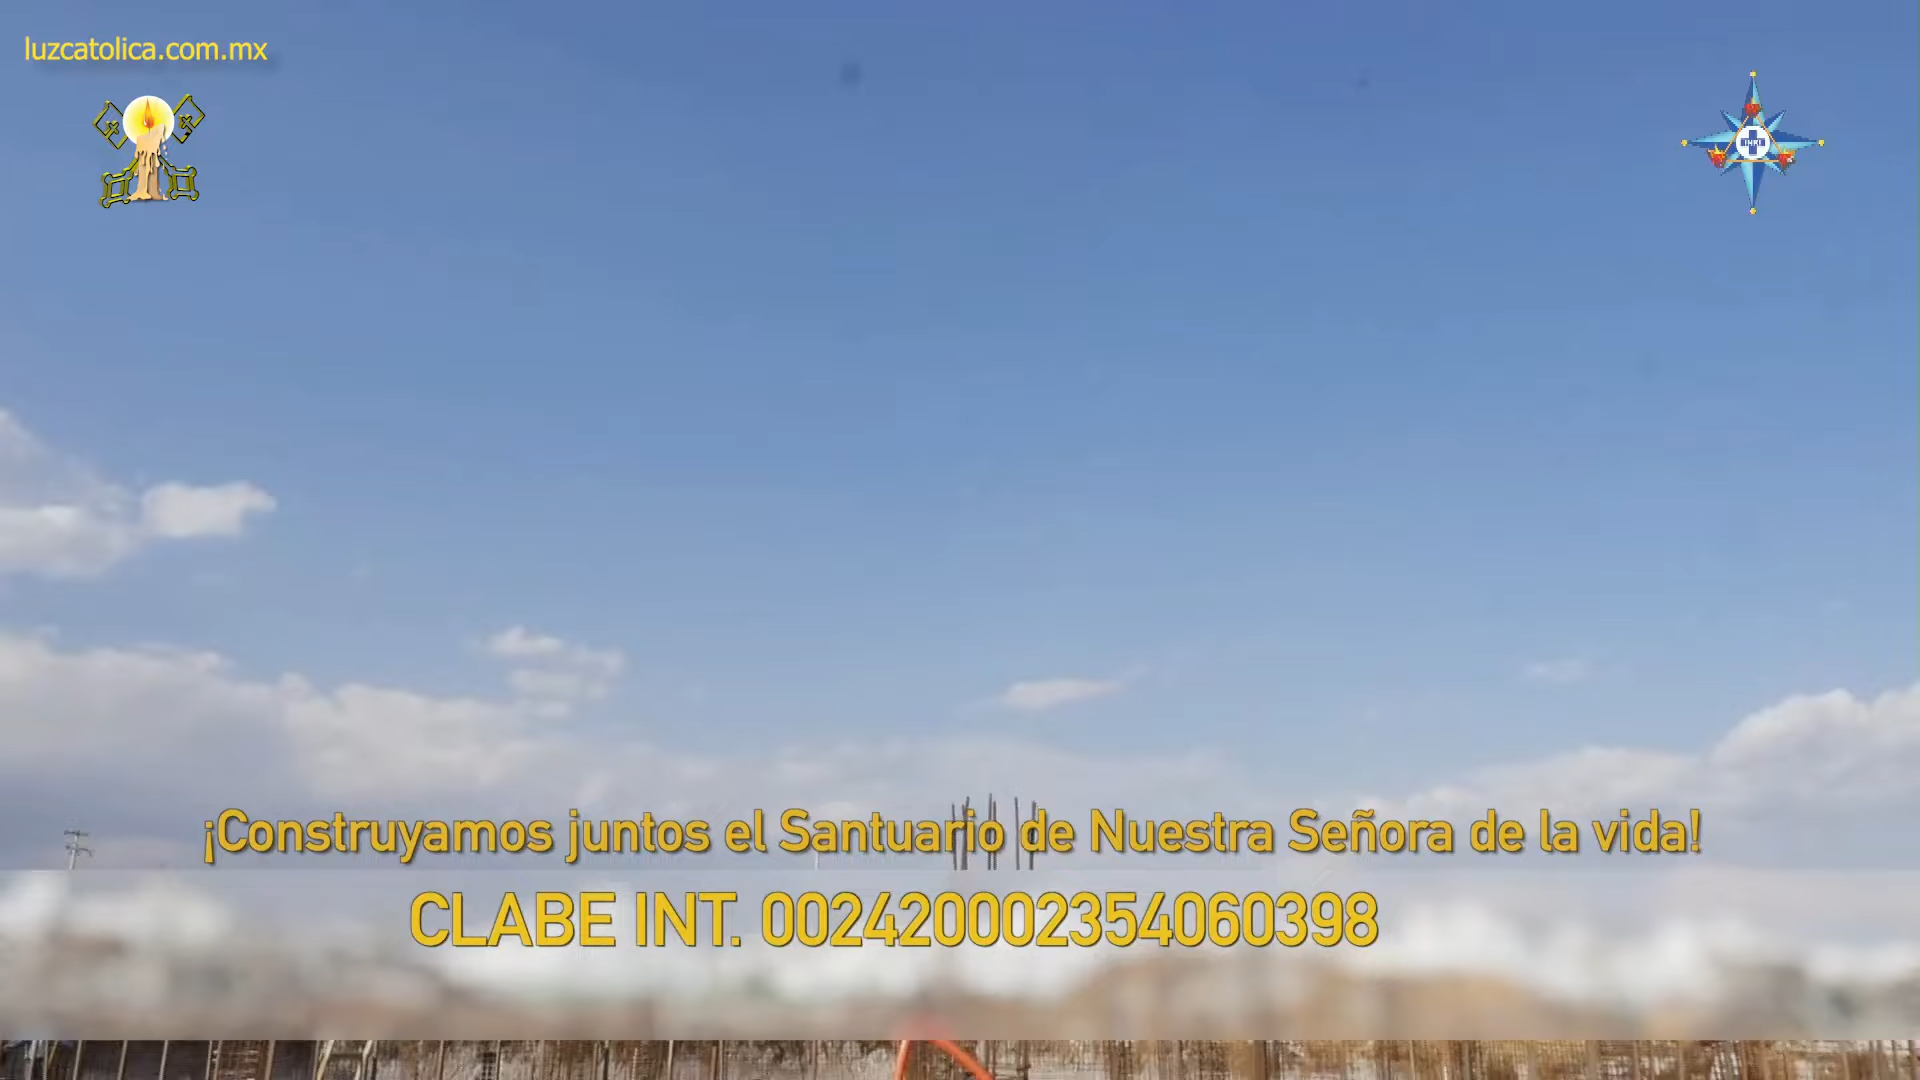 luzcatolica.com.mx
¡Construyamos juntos el Santuario de Nuestra Señora de la vida!
CLABE INT. 002420002354060398